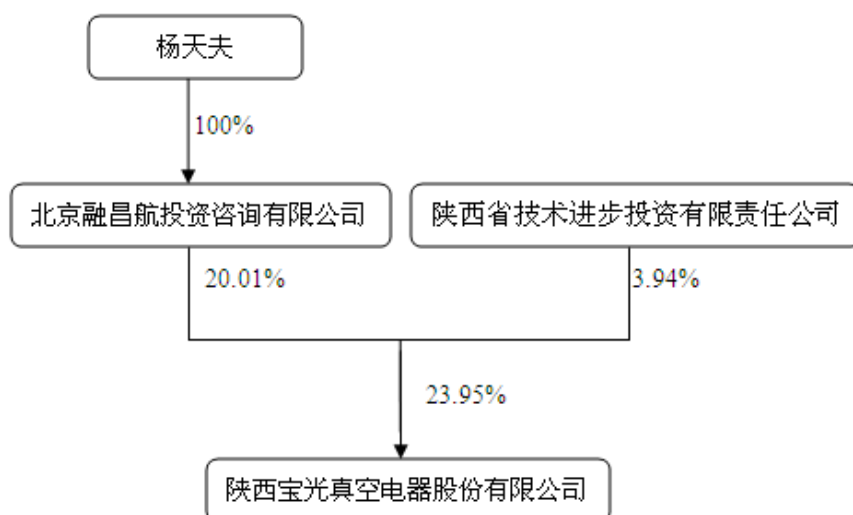 杨天夫
100%
北京融昌航投资咨询有限公司
陕西省技术进步投资有限责任公司
20.01%
3.94%
23.95%
陕西宝光真空电器股份有限公司